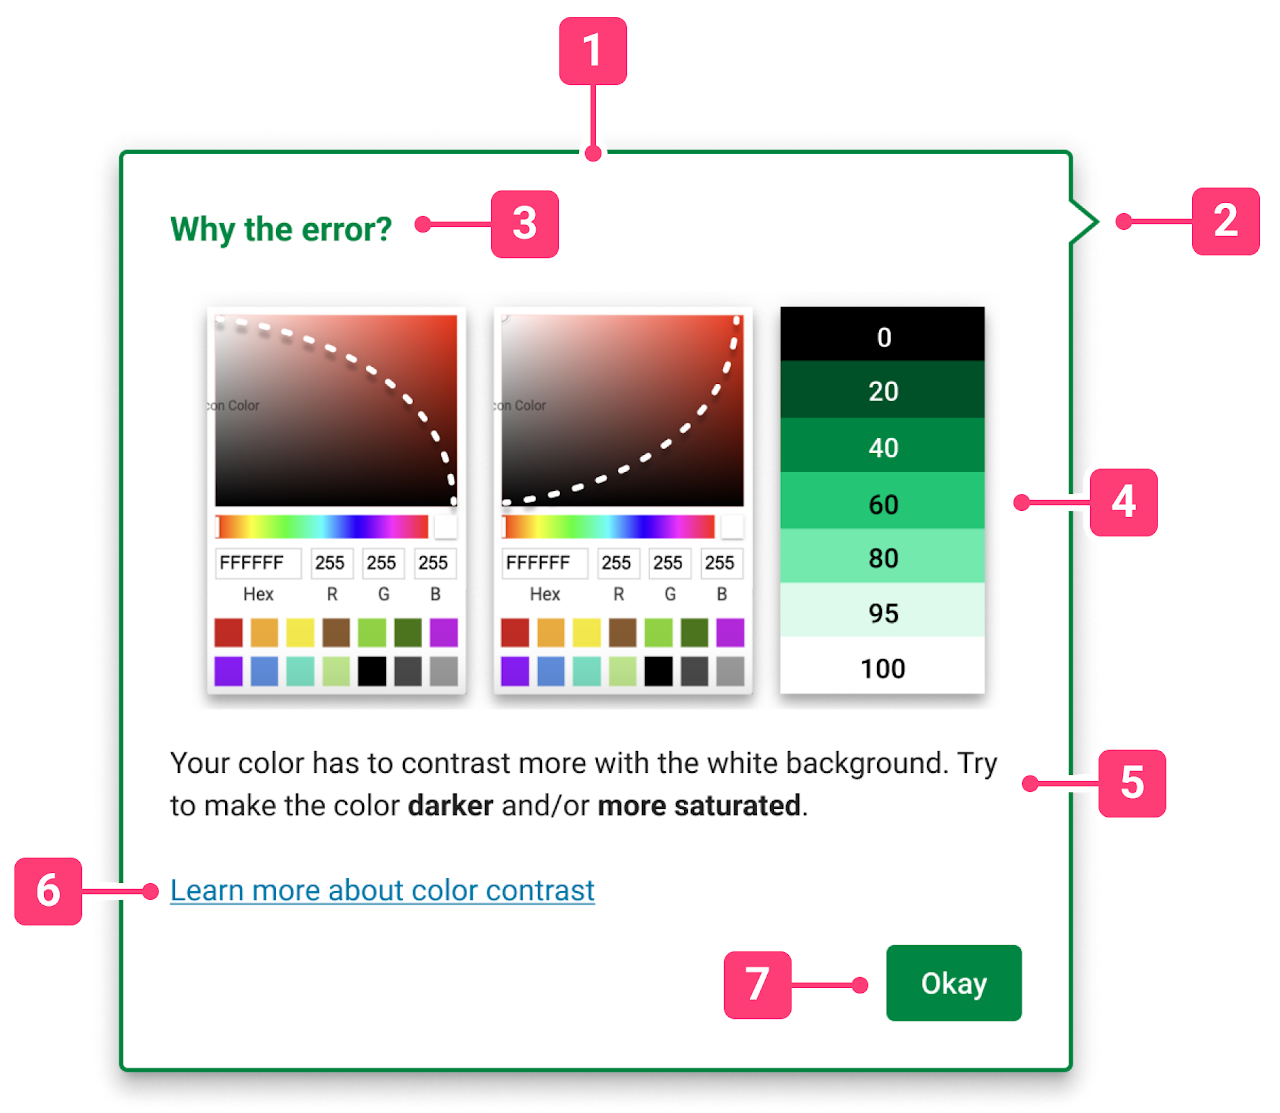 1
2
Why the error?
3
con Color
FFFFFF 255 255 255
Hex R G B
con Color
FFFFFF 255 255 255
Hex R G B
0
20
40
60
80
95
100
4
Your color has to contrast more with the white background. Try
to make the color darker and/or more saturated.
5
6
Learn more about color contrast
7
Okay